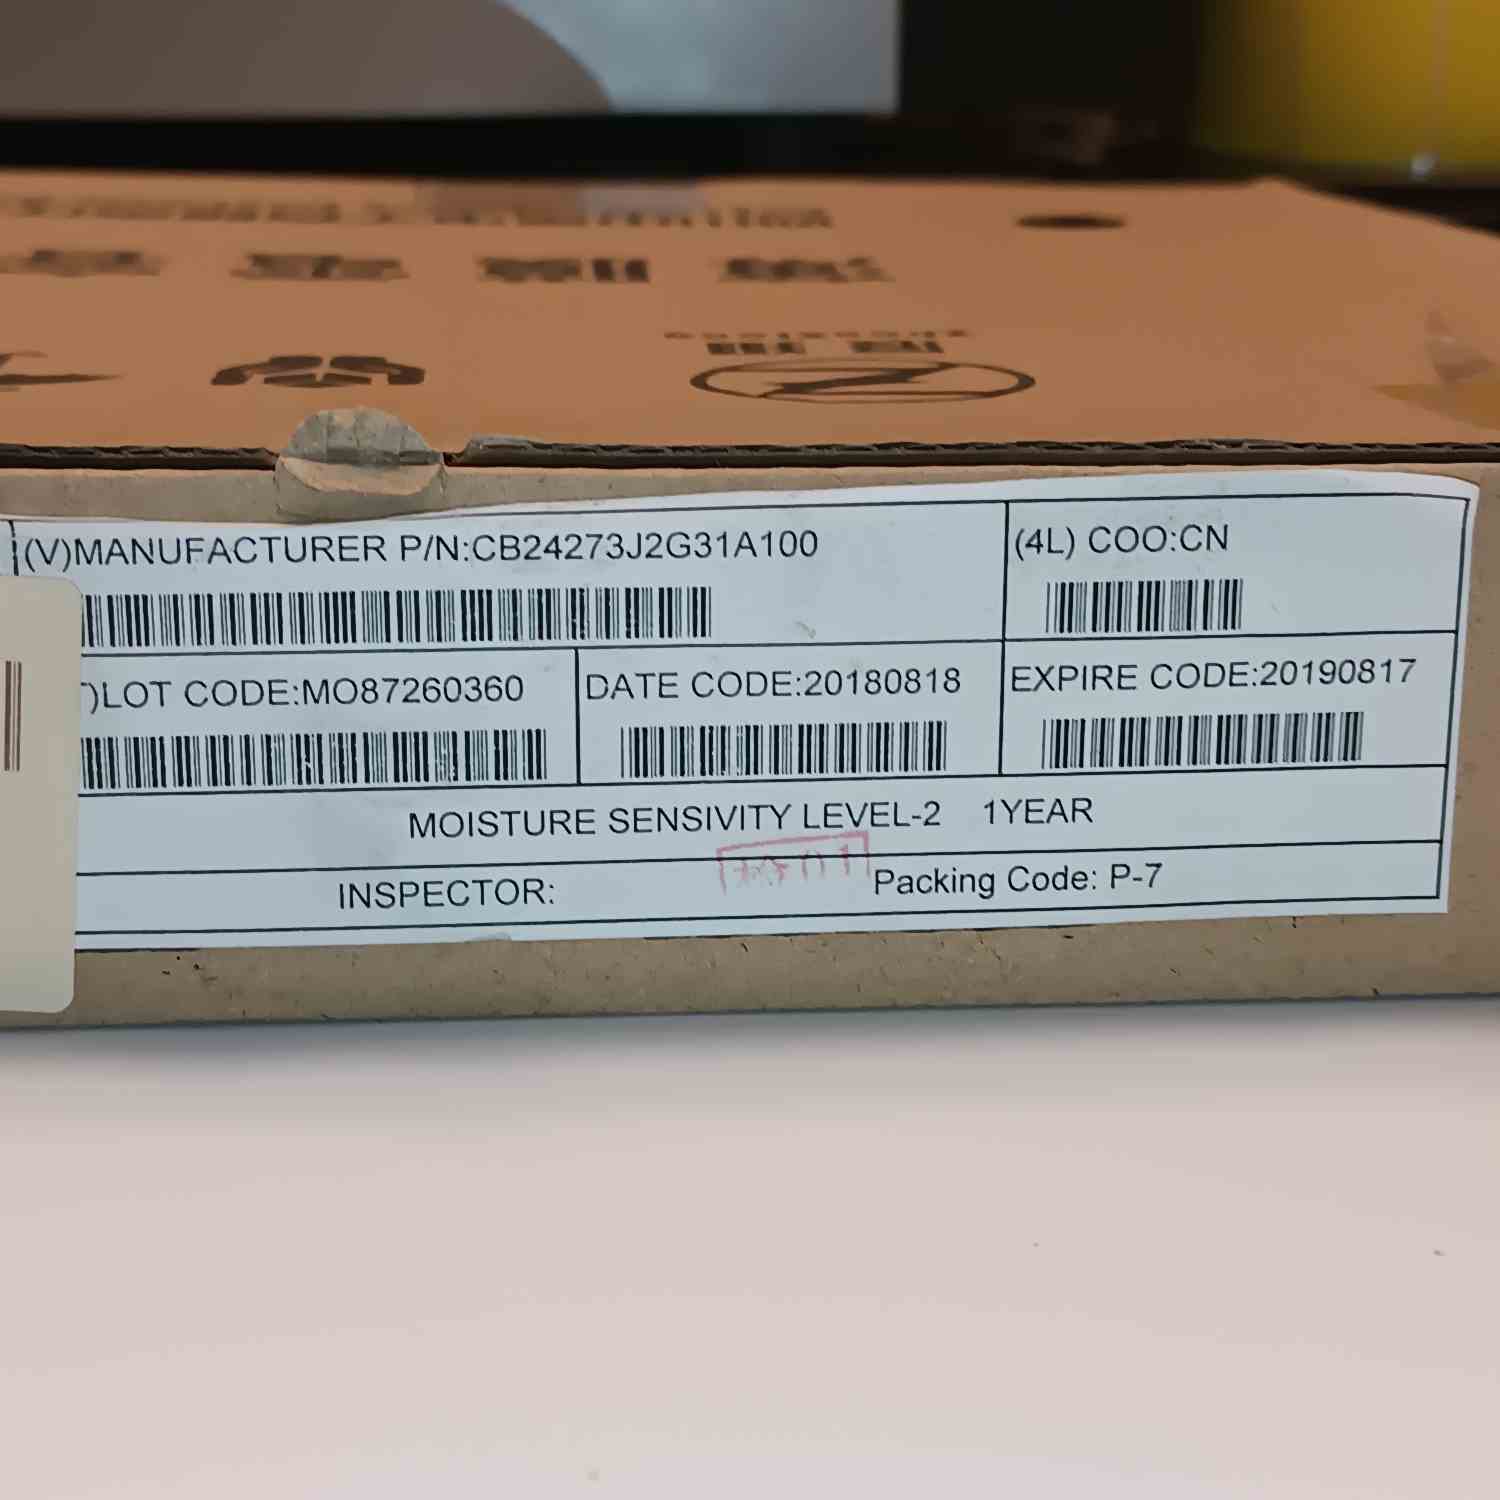 (V)MANUFACTURER P/N:CB24273J2G31A100
(4L) COO:CN
)LOT CODE:MO87260360
DATE CODE:20180818
EXPIRE CODE:20190817
MOISTURE SENSIVITY LEVEL-2 1YEAR
INSPECTOR:
Packing Code: P-7